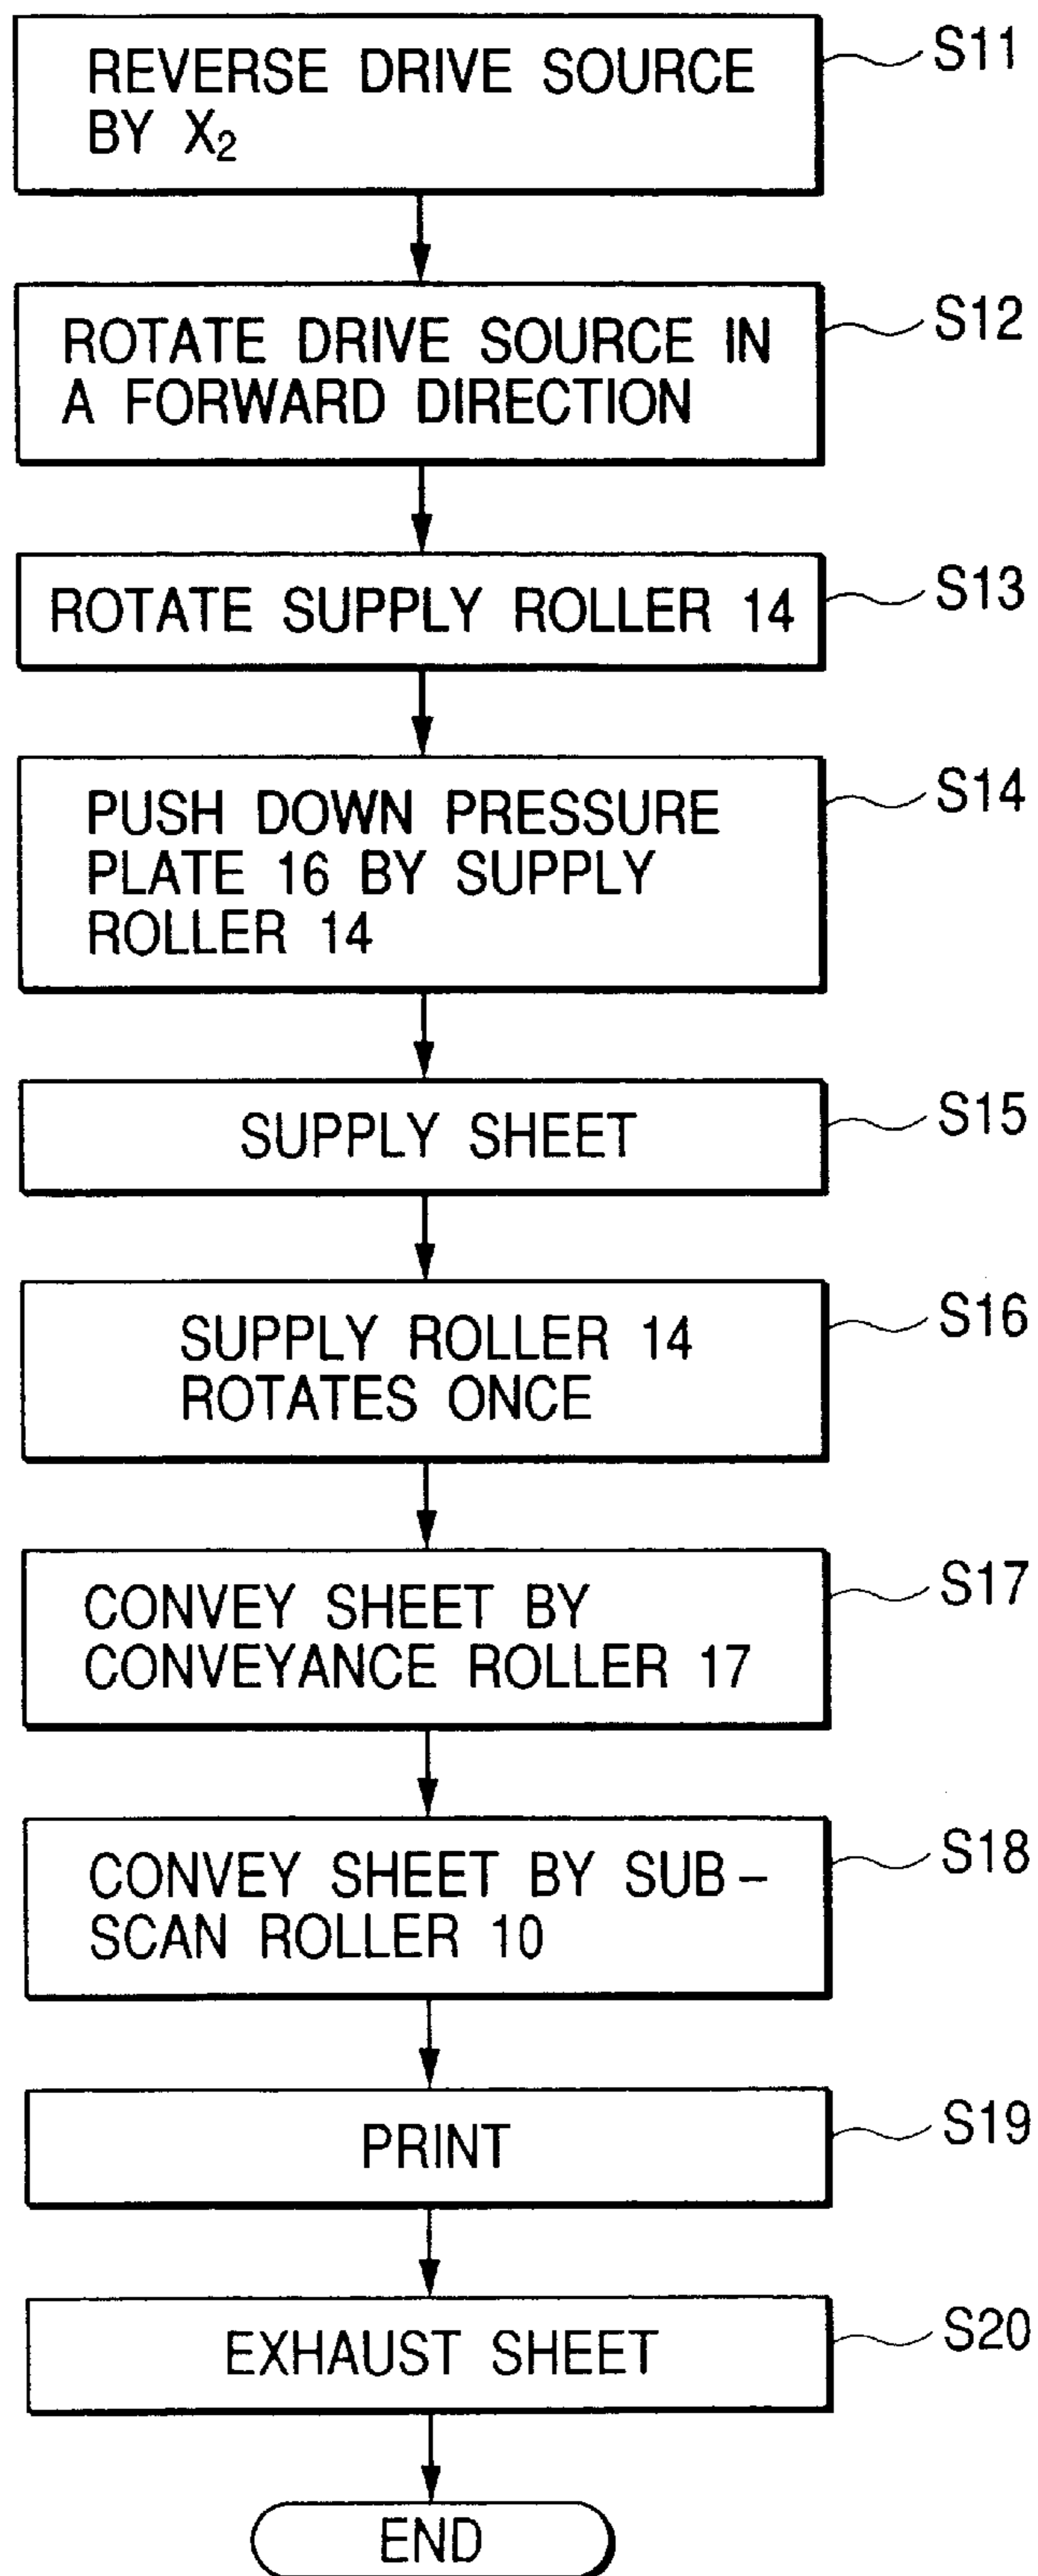 REVERSE DRIVE SOURCE
BY X₂
S11
ROTATE DRIVE SOURCE IN
A FORWARD DIRECTION
S12
ROTATE SUPPLY ROLLER 14
S13
PUSH DOWN PRESSURE
PLATE 16 BY SUPPLY
ROLLER 14
S14
SUPPLY SHEET
S15
SUPPLY ROLLER 14
ROTATES ONCE
S16
CONVEY SHEET BY
CONVEYANCE ROLLER 17
S17
CONVEY SHEET BY SUB-
SCAN ROLLER 10
S18
PRINT
S19
EXHAUST SHEET
S20
END